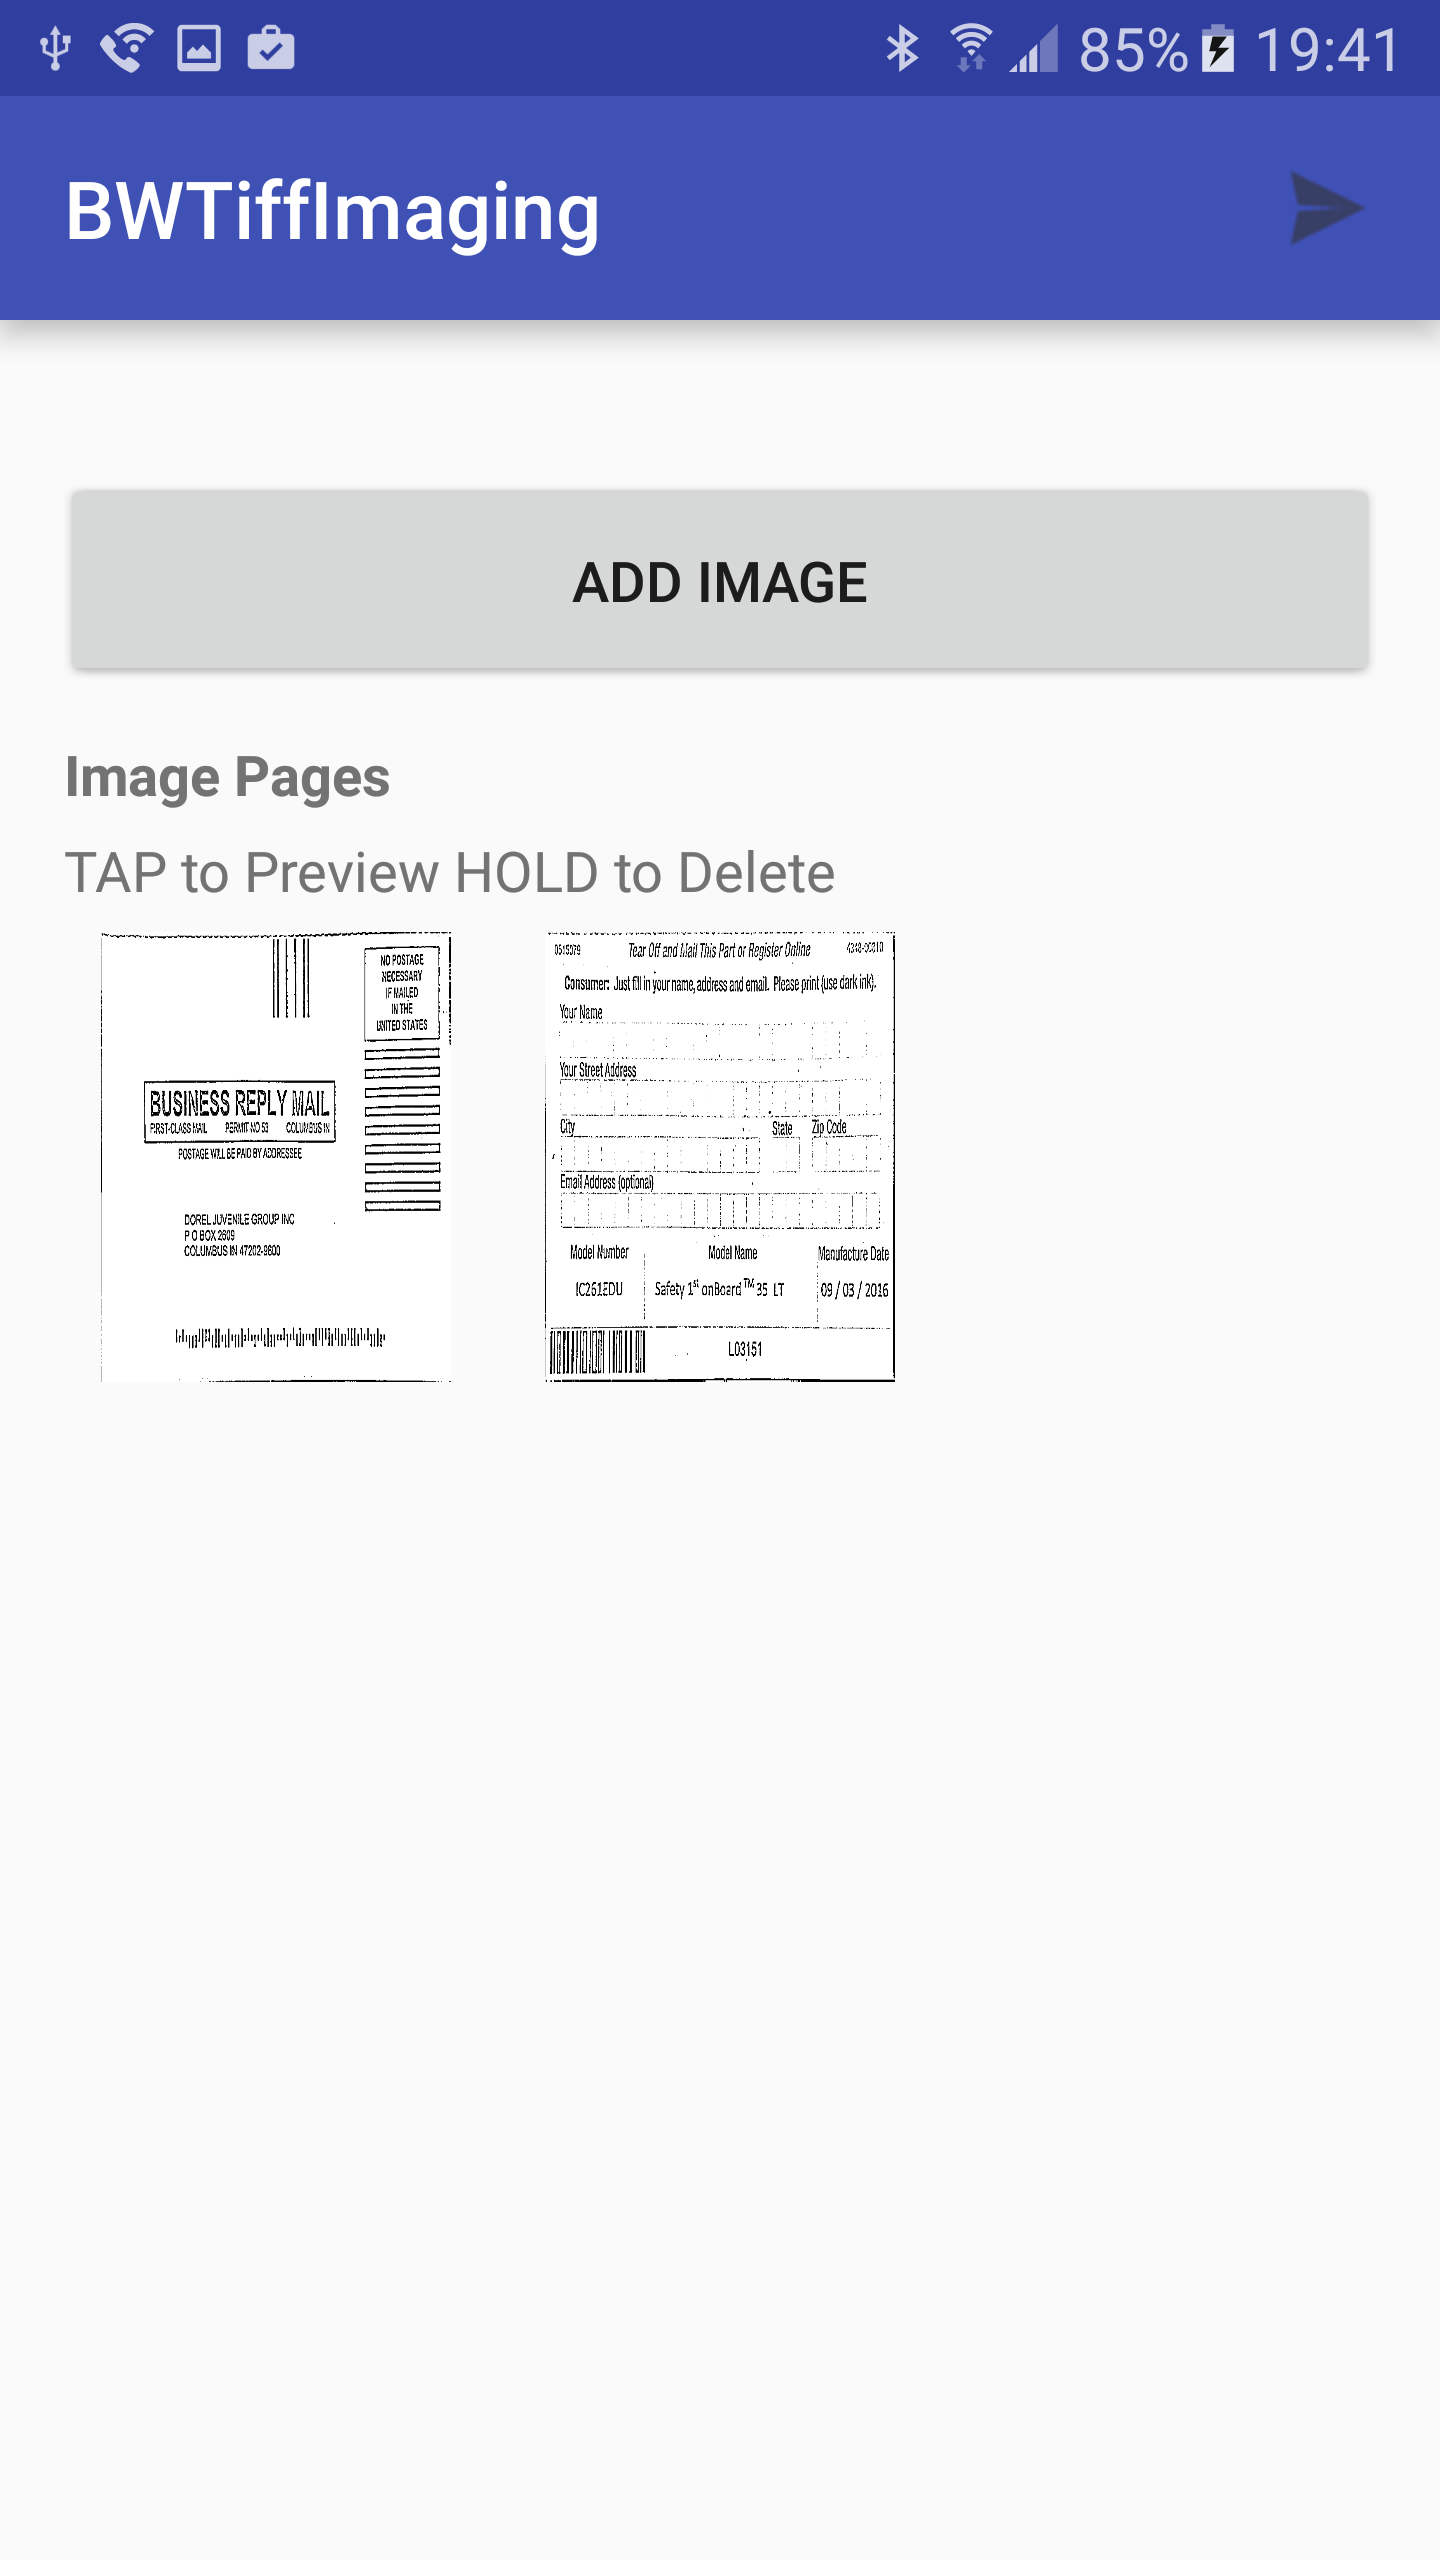 85% 19:41
BWTiffImaging
ADD IMAGE
Image Pages
TAP to Preview HOLD to Delete
NO POSTAGE
NECESSARY
IF MAILED
IN THE
UNITED STATES
BUSINESS REPLY MAIL
FIRST-CLASS MAIL PERMIT NO 53 COLUMBUS IN
POSTAGE WILL BE PAID BY ADDRESSEE
DOREL JUVENILE GROUP INC
P O BOX 2609
COLUMBUS IN 47202-9800
Tear Off and Mail This Part or Register Online
Consumer: Just fill in your name, address and email. Please print (use dark ink).
Your Name
Your Street Address
City State Zip Code
Email Address (optional)
Model Number Model Name Manufacture Date
IC261EDU Safety 1st onBoard TM 35 LT 09 / 03 / 2016
L03151